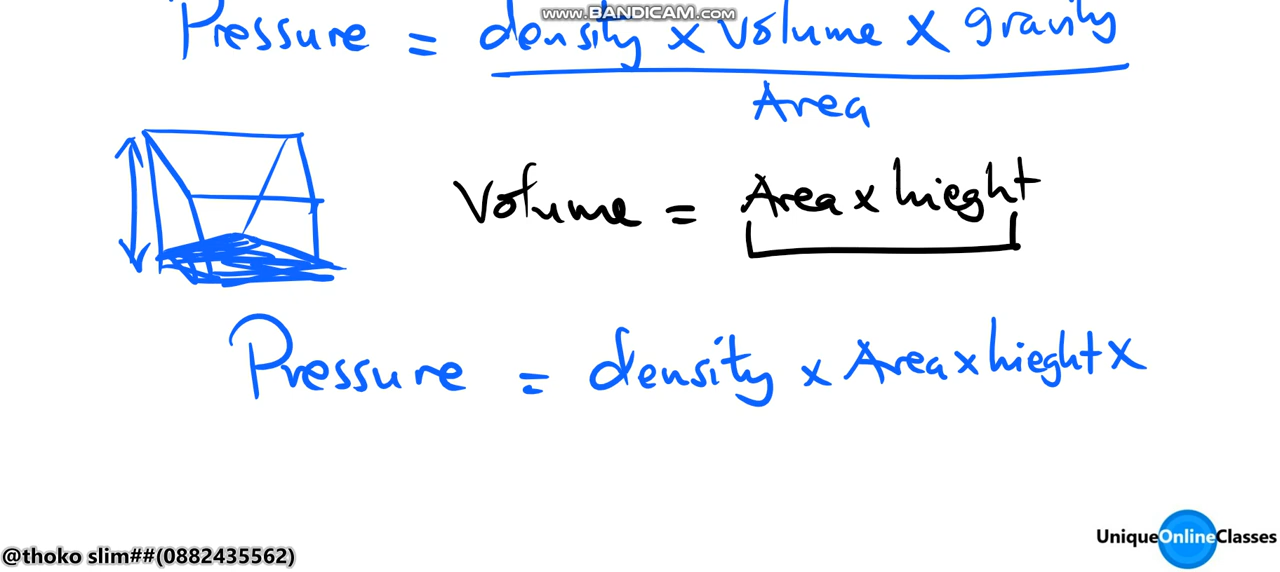 www.BANDICAM.com
Pressure = density x volume x gravity
Area
Volume = Area x hieght
Pressure = density x Area x hieght x
UniqueOnlineClasses
@thoko slim##(0882435562)